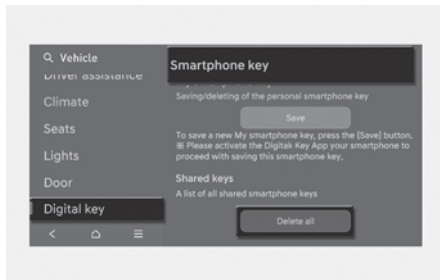 Vehicle
Driver assistance
Climate
Seats
Lights
Door
Digital key
Smartphone key
Saving/deleting of the personal smartphone key
Save
To save a new My smartphone key, press the [Save] button.
※ Please activate the Digitak Key App your smartphone to
proceed with saving this smartphone key.
Shared keys
A list of all shared smartphone keys
Delete all